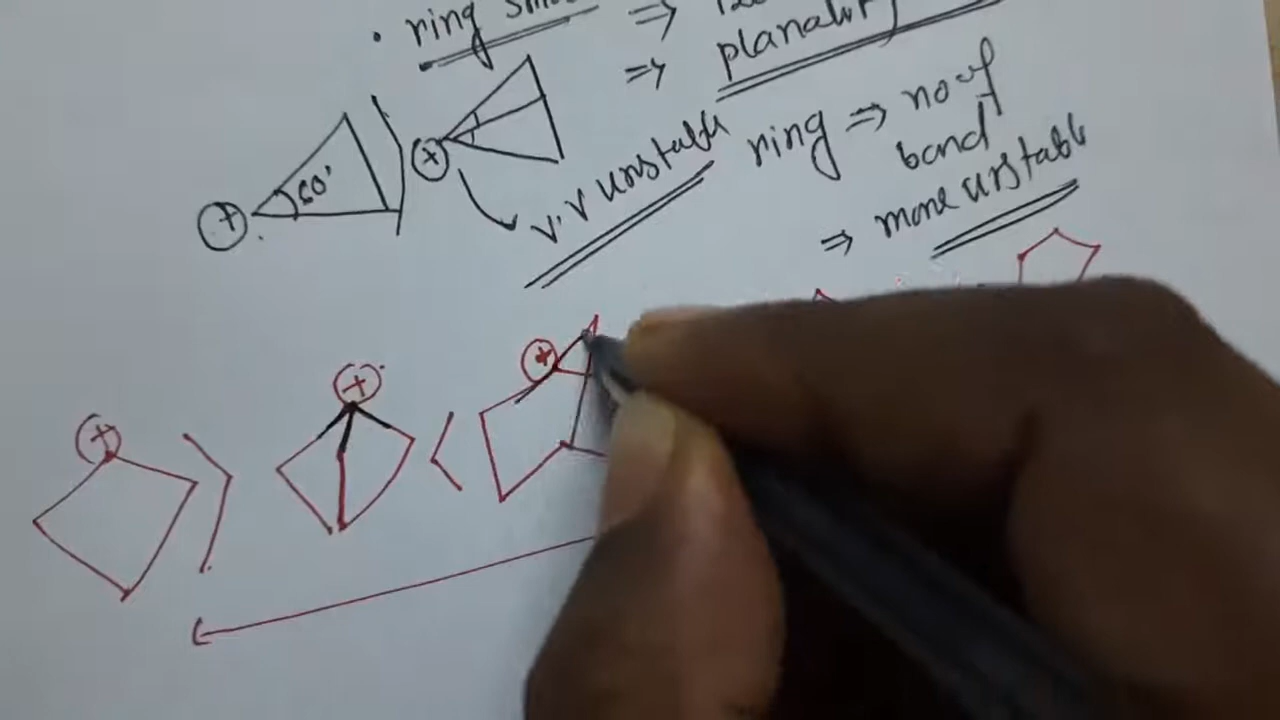 • ring
⇒
⇒ planarity
60°
+
+
v.v unstable
ring ⇒ no of
bond
⇒ more unstable
+
+
+